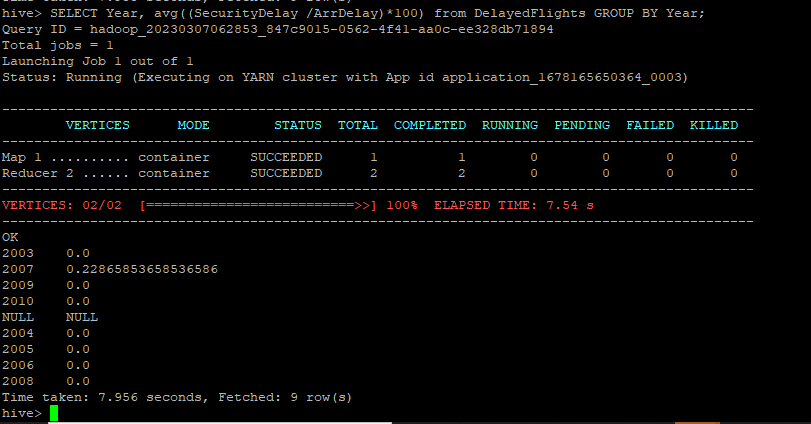 hive> SELECT Year, avg((SecurityDelay /ArrDelay)*100) from DelayedFlights GROUP BY Year;
Query ID = hadoop_20230307062853_847c9015-0562-4f41-aa0c-ee328db71894
Total jobs = 1
Launching Job 1 out of 1
Status: Running (Executing on YARN cluster with App id application_1678165650364_0003)
----------------------------------------------------------------------------------------------
VERTICES MODE STATUS TOTAL COMPLETED RUNNING PENDING FAILED KILLED
----------------------------------------------------------------------------------------------
Map 1 .......... container SUCCEEDED 1 1 0 0 0 0
Reducer 2 ...... container SUCCEEDED 2 2 0 0 0 0
----------------------------------------------------------------------------------------------
VERTICES: 02/02 [==========================>>] 100% ELAPSED TIME: 7.54 s
----------------------------------------------------------------------------------------------
OK
2003 0.0
2007 0.22865853658536586
2009 0.0
2010 0.0
NULL NULL
2004 0.0
2005 0.0
2006 0.0
2008 0.0
Time taken: 7.956 seconds, Fetched: 9 row(s)
hive>